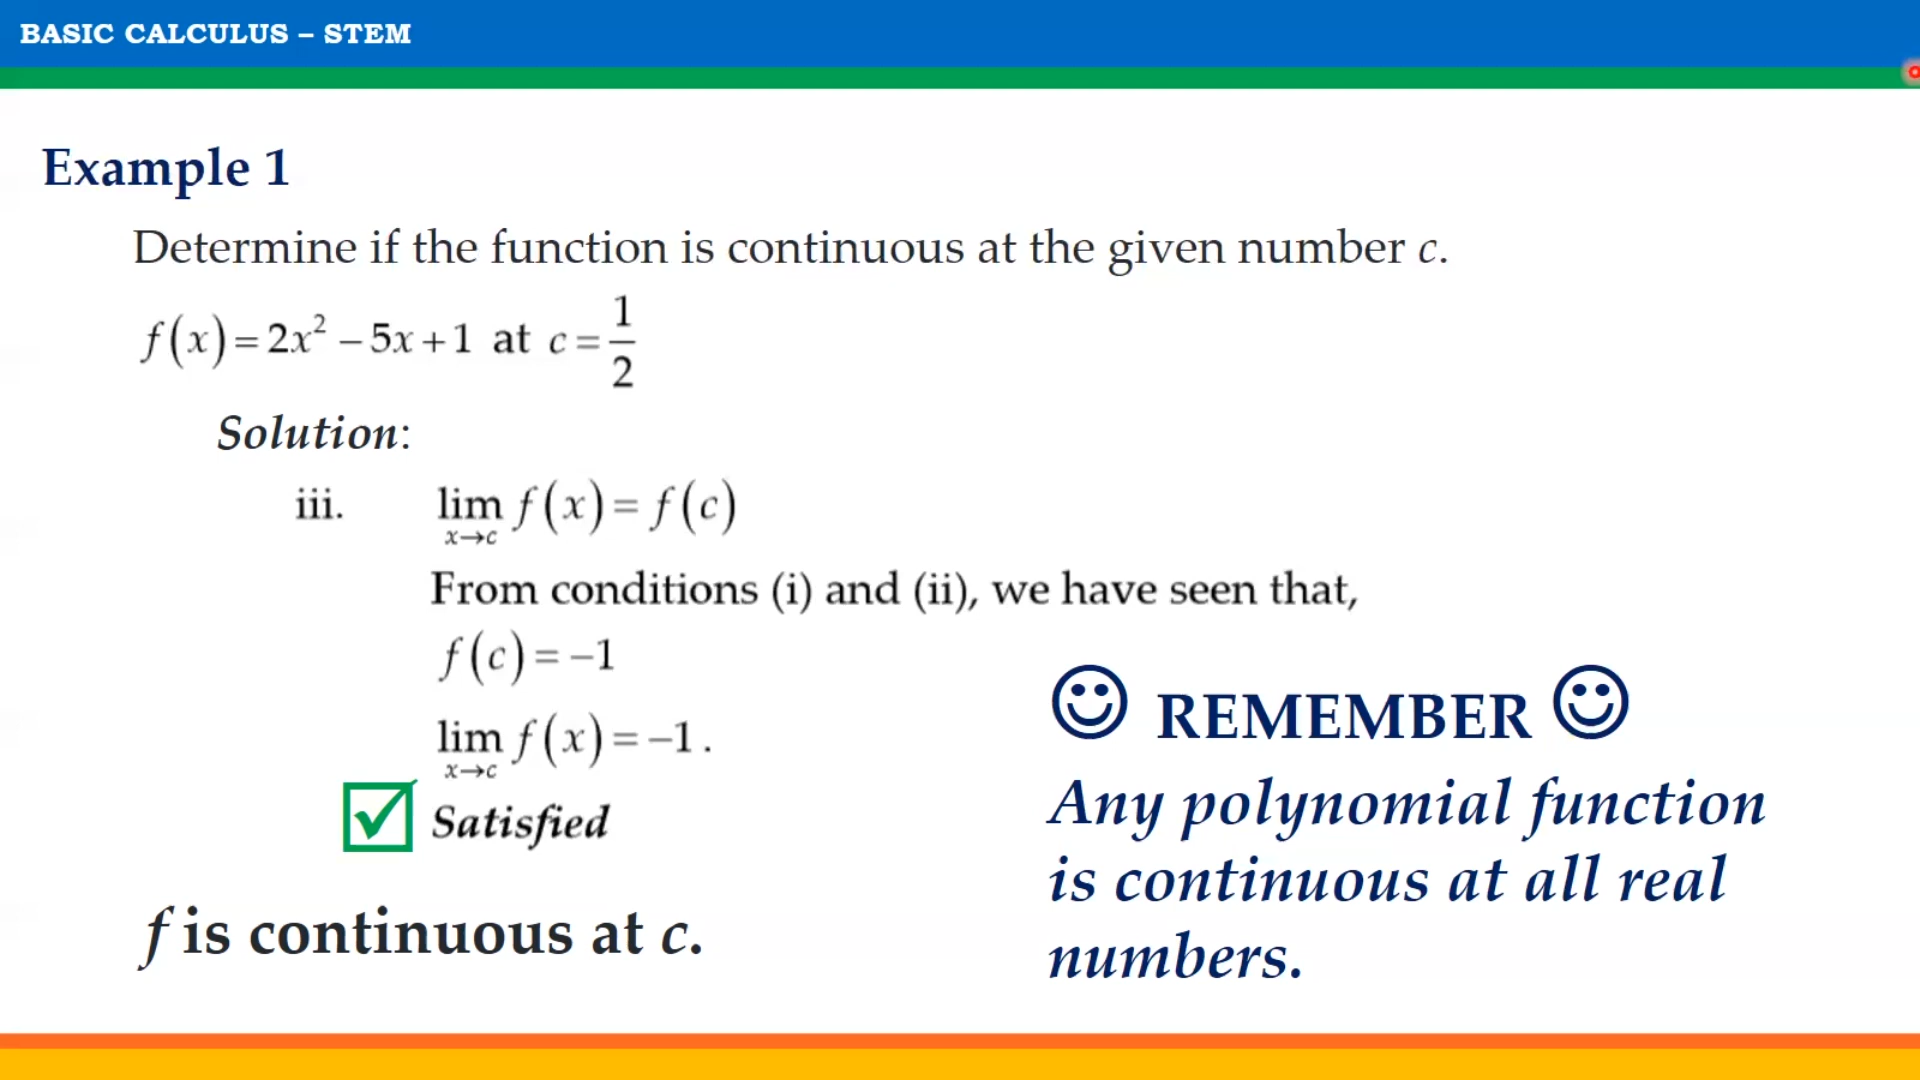 BASIC CALCULUS – STEM
Example 1
Determine if the function is continuous at the given number c.
f(x) = 2x² – 5x + 1 at c = 1/2
Solution:
iii. lim x→c f(x) = f(c)
From conditions (i) and (ii), we have seen that,
f(c) = –1
lim x→c f(x) = –1.
Satisfied
f is continuous at c.
REMEMBER
Any polynomial function
is continuous at all real
numbers.